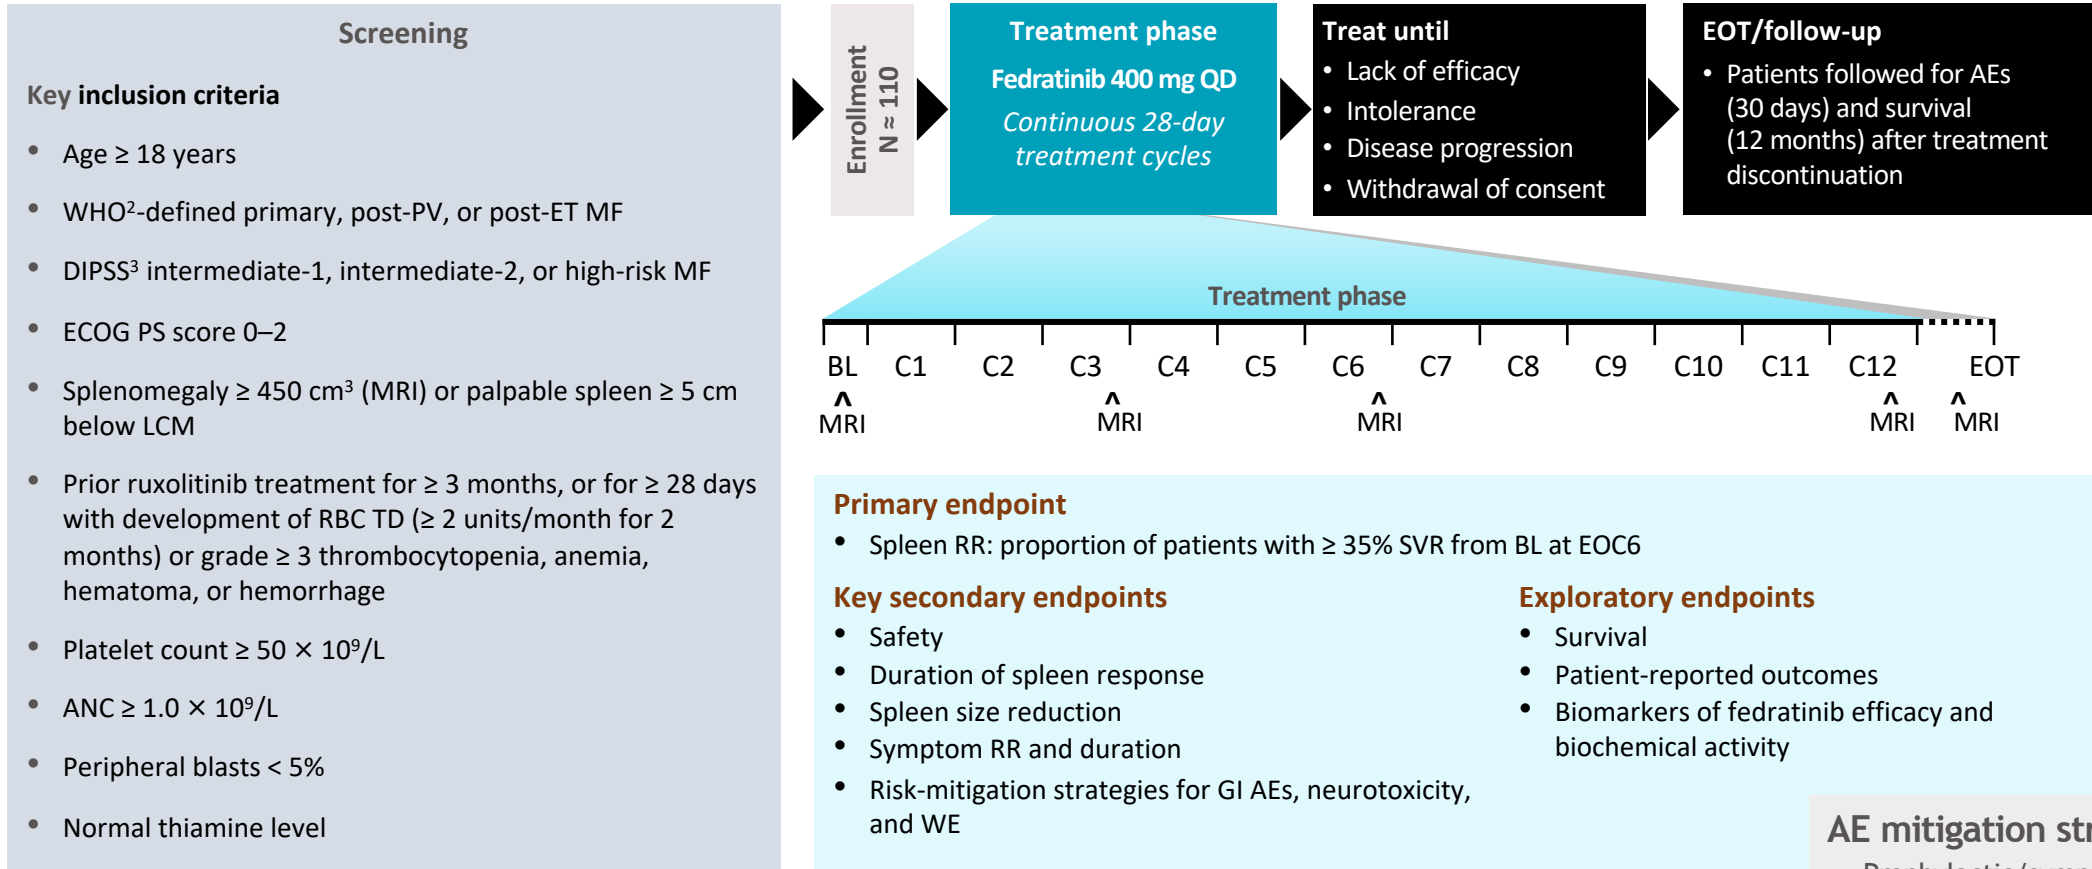 Screening
Key inclusion criteria
• Age ≥ 18 years
• WHO²-defined primary, post-PV, or post-ET MF
• DIPSS³ intermediate-1, intermediate-2, or high-risk MF
• ECOG PS score 0–2
• Splenomegaly ≥ 450 cm³ (MRI) or palpable spleen ≥ 5 cm
below LCM
• Prior ruxolitinib treatment for ≥ 3 months, or for ≥ 28 days
with development of RBC TD (≥ 2 units/month for 2
months) or grade ≥ 3 thrombocytopenia, anemia,
hematoma, or hemorrhage
• Platelet count ≥ 50 × 10⁹/L
• ANC ≥ 1.0 × 10⁹/L
• Peripheral blasts < 5%
• Normal thiamine level
Enrollment
N ≈ 110
Treatment phase
Fedratinib 400 mg QD
Continuous 28-day
treatment cycles
Treat until
• Lack of efficacy
• Intolerance
• Disease progression
• Withdrawal of consent
EOT/follow-up
• Patients followed for AEs
(30 days) and survival
(12 months) after treatment
discontinuation
Treatment phase
BL C1 C2 C3 C4 C5 C6 C7 C8 C9 C10 C11 C12 EOT
^ ^ ^ ^ ^
MRI MRI MRI MRI MRI
Primary endpoint
• Spleen RR: proportion of patients with ≥ 35% SVR from BL at EOC6
Key secondary endpoints
• Safety
• Duration of spleen response
• Spleen size reduction
• Symptom RR and duration
• Risk-mitigation strategies for GI AEs, neurotoxicity,
and WE
Exploratory endpoints
• Survival
• Patient-reported outcomes
• Biomarkers of fedratinib efficacy and
biochemical activity
AE mitigation str